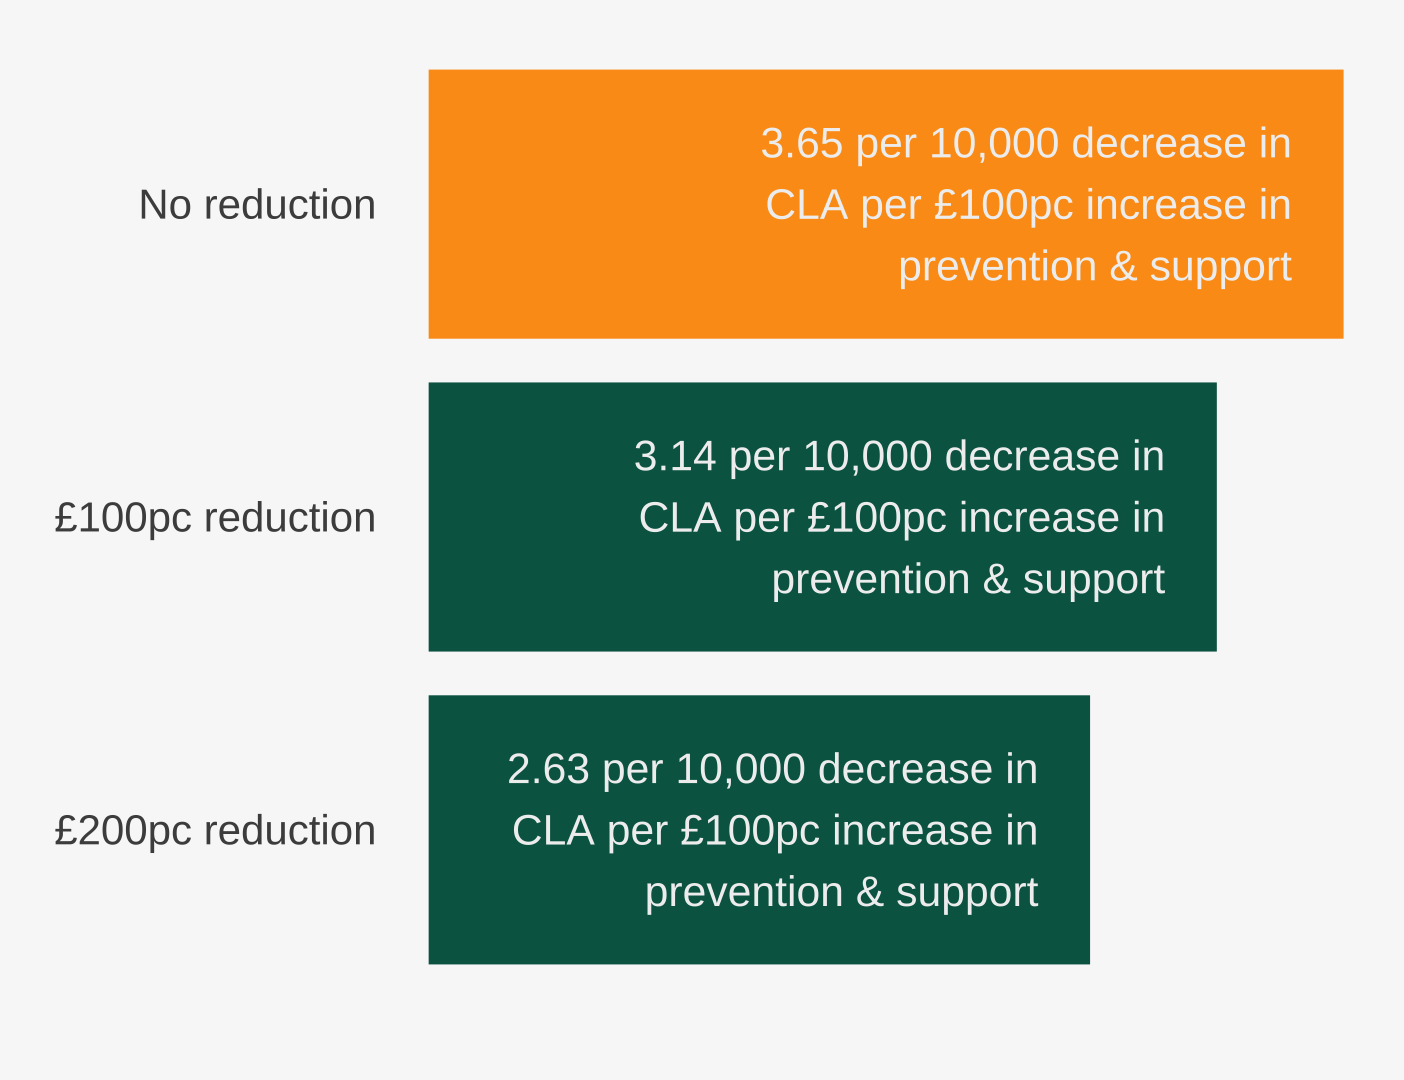 No reduction
3.65 per 10,000 decrease in
CLA per £100pc increase in
prevention & support
£100pc reduction
3.14 per 10,000 decrease in
CLA per £100pc increase in
prevention & support
£200pc reduction
2.63 per 10,000 decrease in
CLA per £100pc increase in
prevention & support